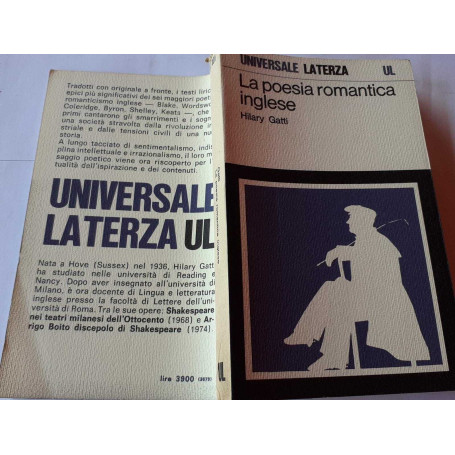 Tradotti con originale a fronte, i testi lirici
epici più significativi dei sei maggiori poeti
romanticismo inglese — Blake, Wordsw
Coleridge, Byron, Shelley, Keats —, che
primi cantarono gli smarrimenti e i sogn
una società stravolta dalla rivoluzione in
striale e dalle tensioni civili di una na
storia.
A lungo tacciato di sentimentalismo, indi
plina intellettuale e irrazionalismo, il loro m
saggio poetico viene ora riscoperto per l
tualità dell'ispirazione e dei contenuti.
UNIVERSALE
LATERZA UL
Nata a Hove (Sussex) nel 1936, Hilary Gatt
ha studiato nelle università di Reading e
Nancy. Dopo aver insegnato all'università di
Milano, è ora docente di Lingua e letteratura
inglese presso la facoltà di Lettere dell'uni-
versità di Roma. Tra le sue opere: Shakespeare
nei teatri milanesi dell'Ottocento (1968) e Ar-
rigo Boito discepolo di Shakespeare (1974).
lire 3900
UL
UNIVERSALE LATERZA UL
La poesia romantica
inglese
Hilary Gatti